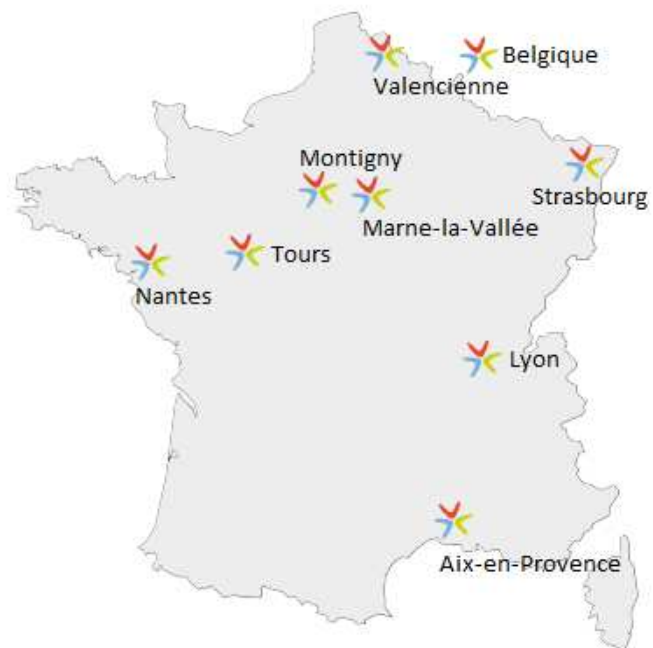 Belgique
Valencienne
Montigny
Strasbourg
Marne-la-Vallée
Tours
Nantes
Lyon
Aix-en-Provence